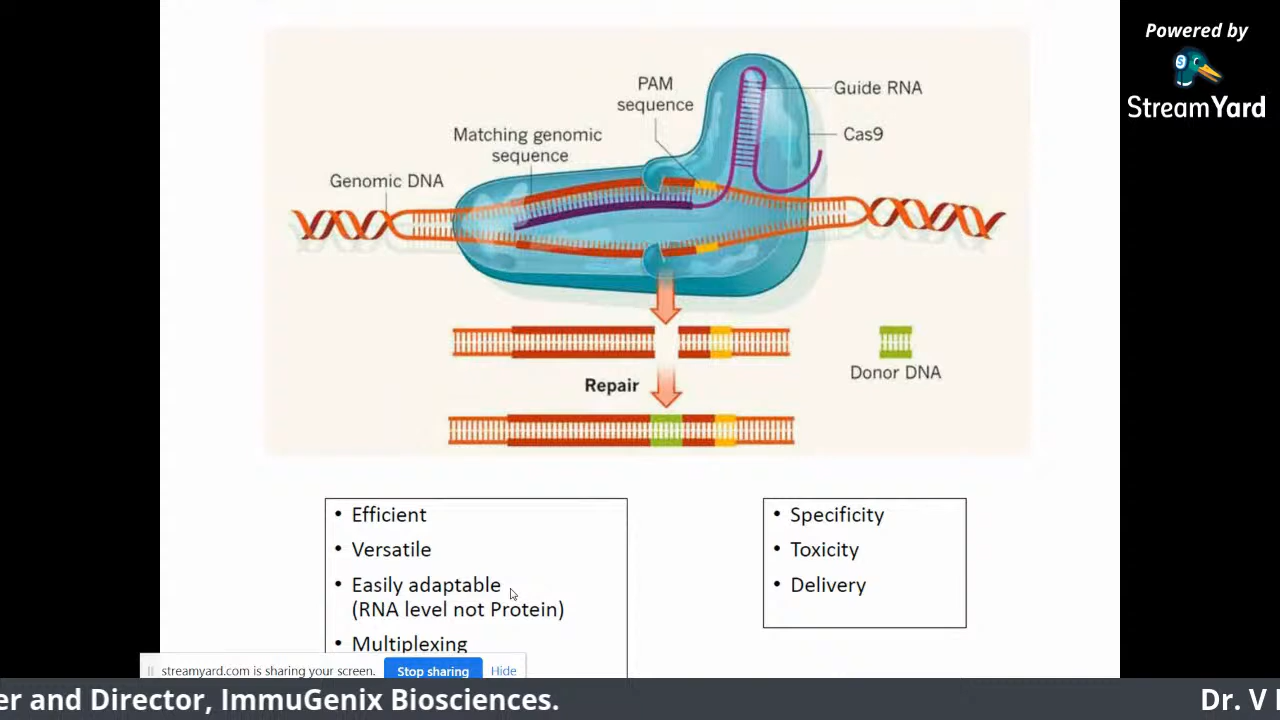 Powered by
StreamYard
PAM
sequence
Guide RNA
Matching genomic
sequence
Cas9
Genomic DNA
Donor DNA
Repair
• Efficient
• Versatile
• Easily adaptable
(RNA level not Protein)
• Multiplexing
• Specificity
• Toxicity
• Delivery
streamyard.com is sharing your screen.
Stop sharing
Hide
er and Director, ImmuGenix Biosciences.
Dr. V